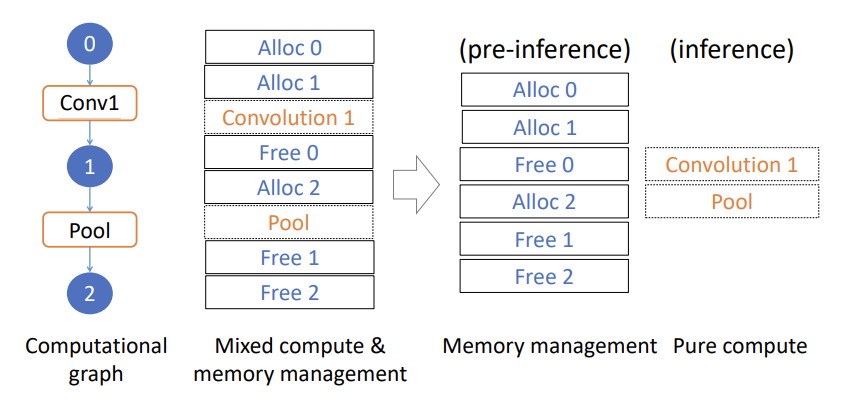 0
Conv1
1
Pool
2
Computational
graph
Alloc 0
Alloc 1
Convolution 1
Free 0
Alloc 2
Pool
Free 1
Free 2
Mixed compute &
memory management
(pre-inference)
Alloc 0
Alloc 1
Free 0
Alloc 2
Free 1
Free 2
Memory management
(inference)
Convolution 1
Pool
Pure compute